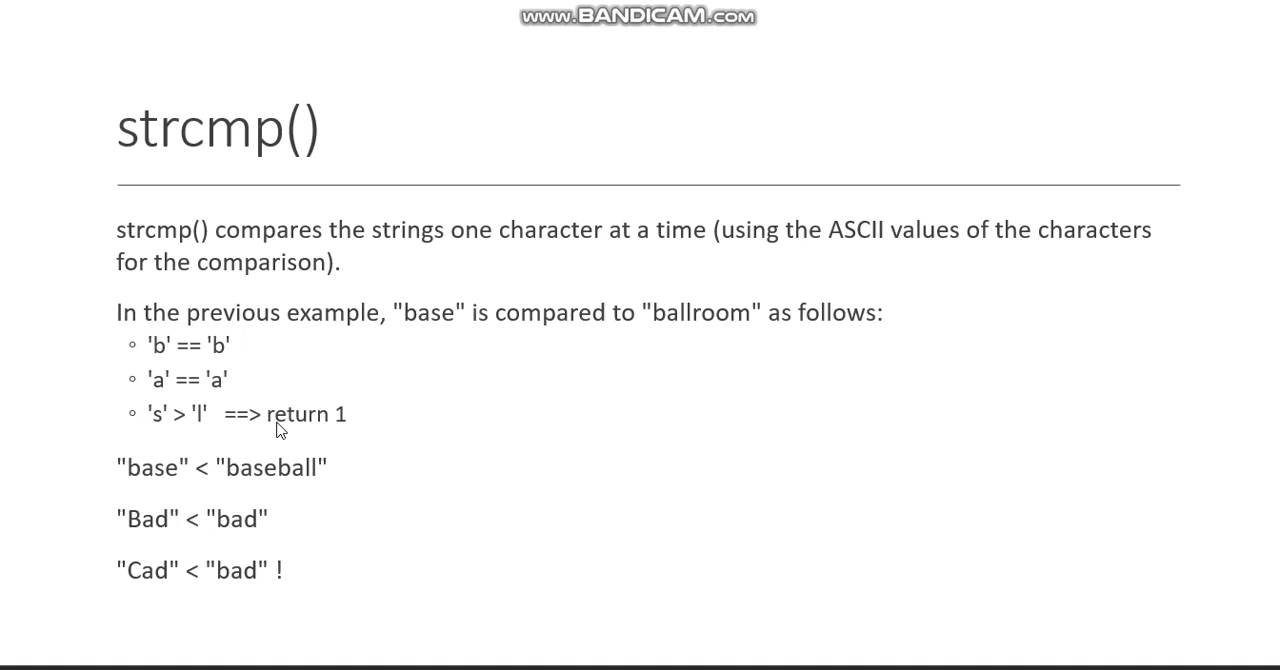 www.BANDICAM.com
strcmp()
strcmp() compares the strings one character at a time (using the ASCII values of the characters
for the comparison).
In the previous example, "base" is compared to "ballroom" as follows:
◦ 'b' == 'b'
◦ 'a' == 'a'
◦ 's' > 'l'   ==> return 1
"base" < "baseball"
"Bad" < "bad"
"Cad" < "bad" !